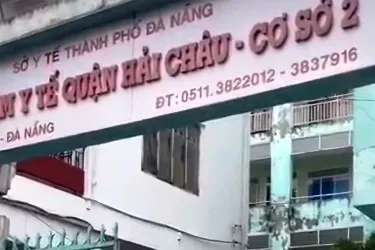 SỞ Y TẾ THÀNH PHỐ ĐÀ NẴNG
M Y TẾ QUẬN HẢI CHÂU - CƠ SỞ 2
- ĐÀ NẴNG
ĐT: 0511. 3822012 - 3837916